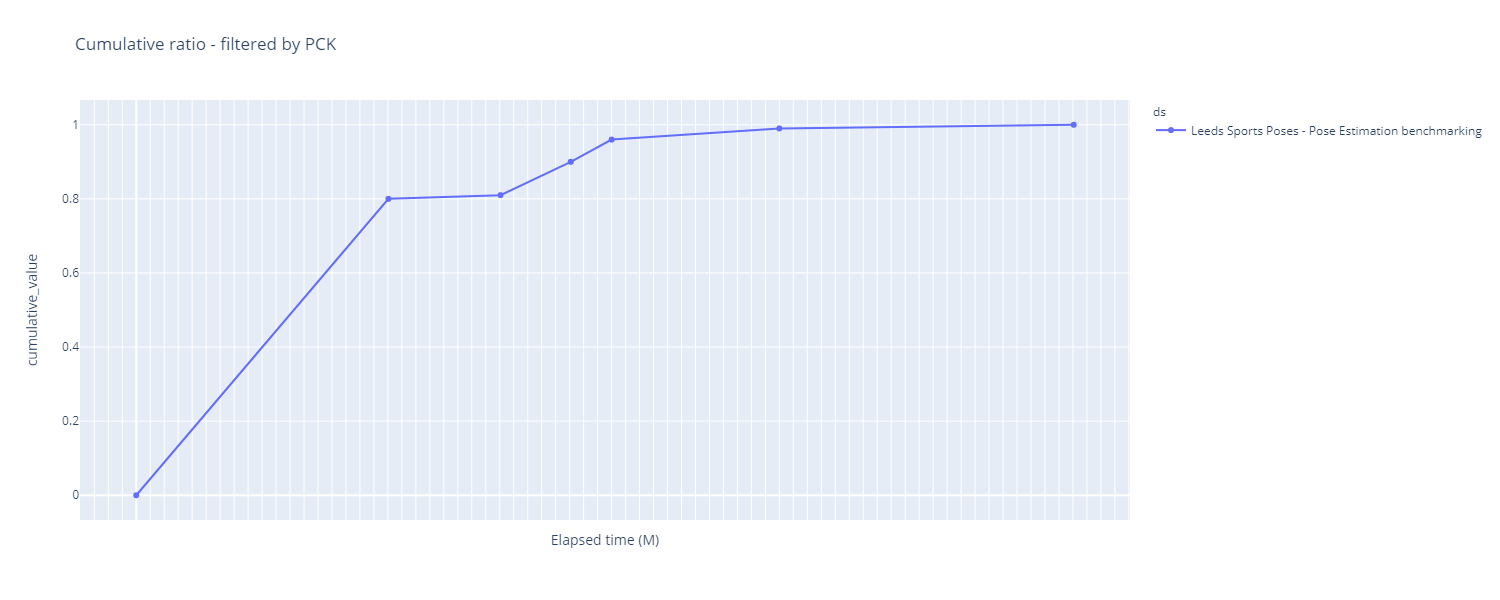 Cumulative ratio - filtered by PCK
ds
Leeds Sports Poses - Pose Estimation benchmarking
1
0.8
0.6
0.4
0.2
0
cumulative_value
Elapsed time (M)